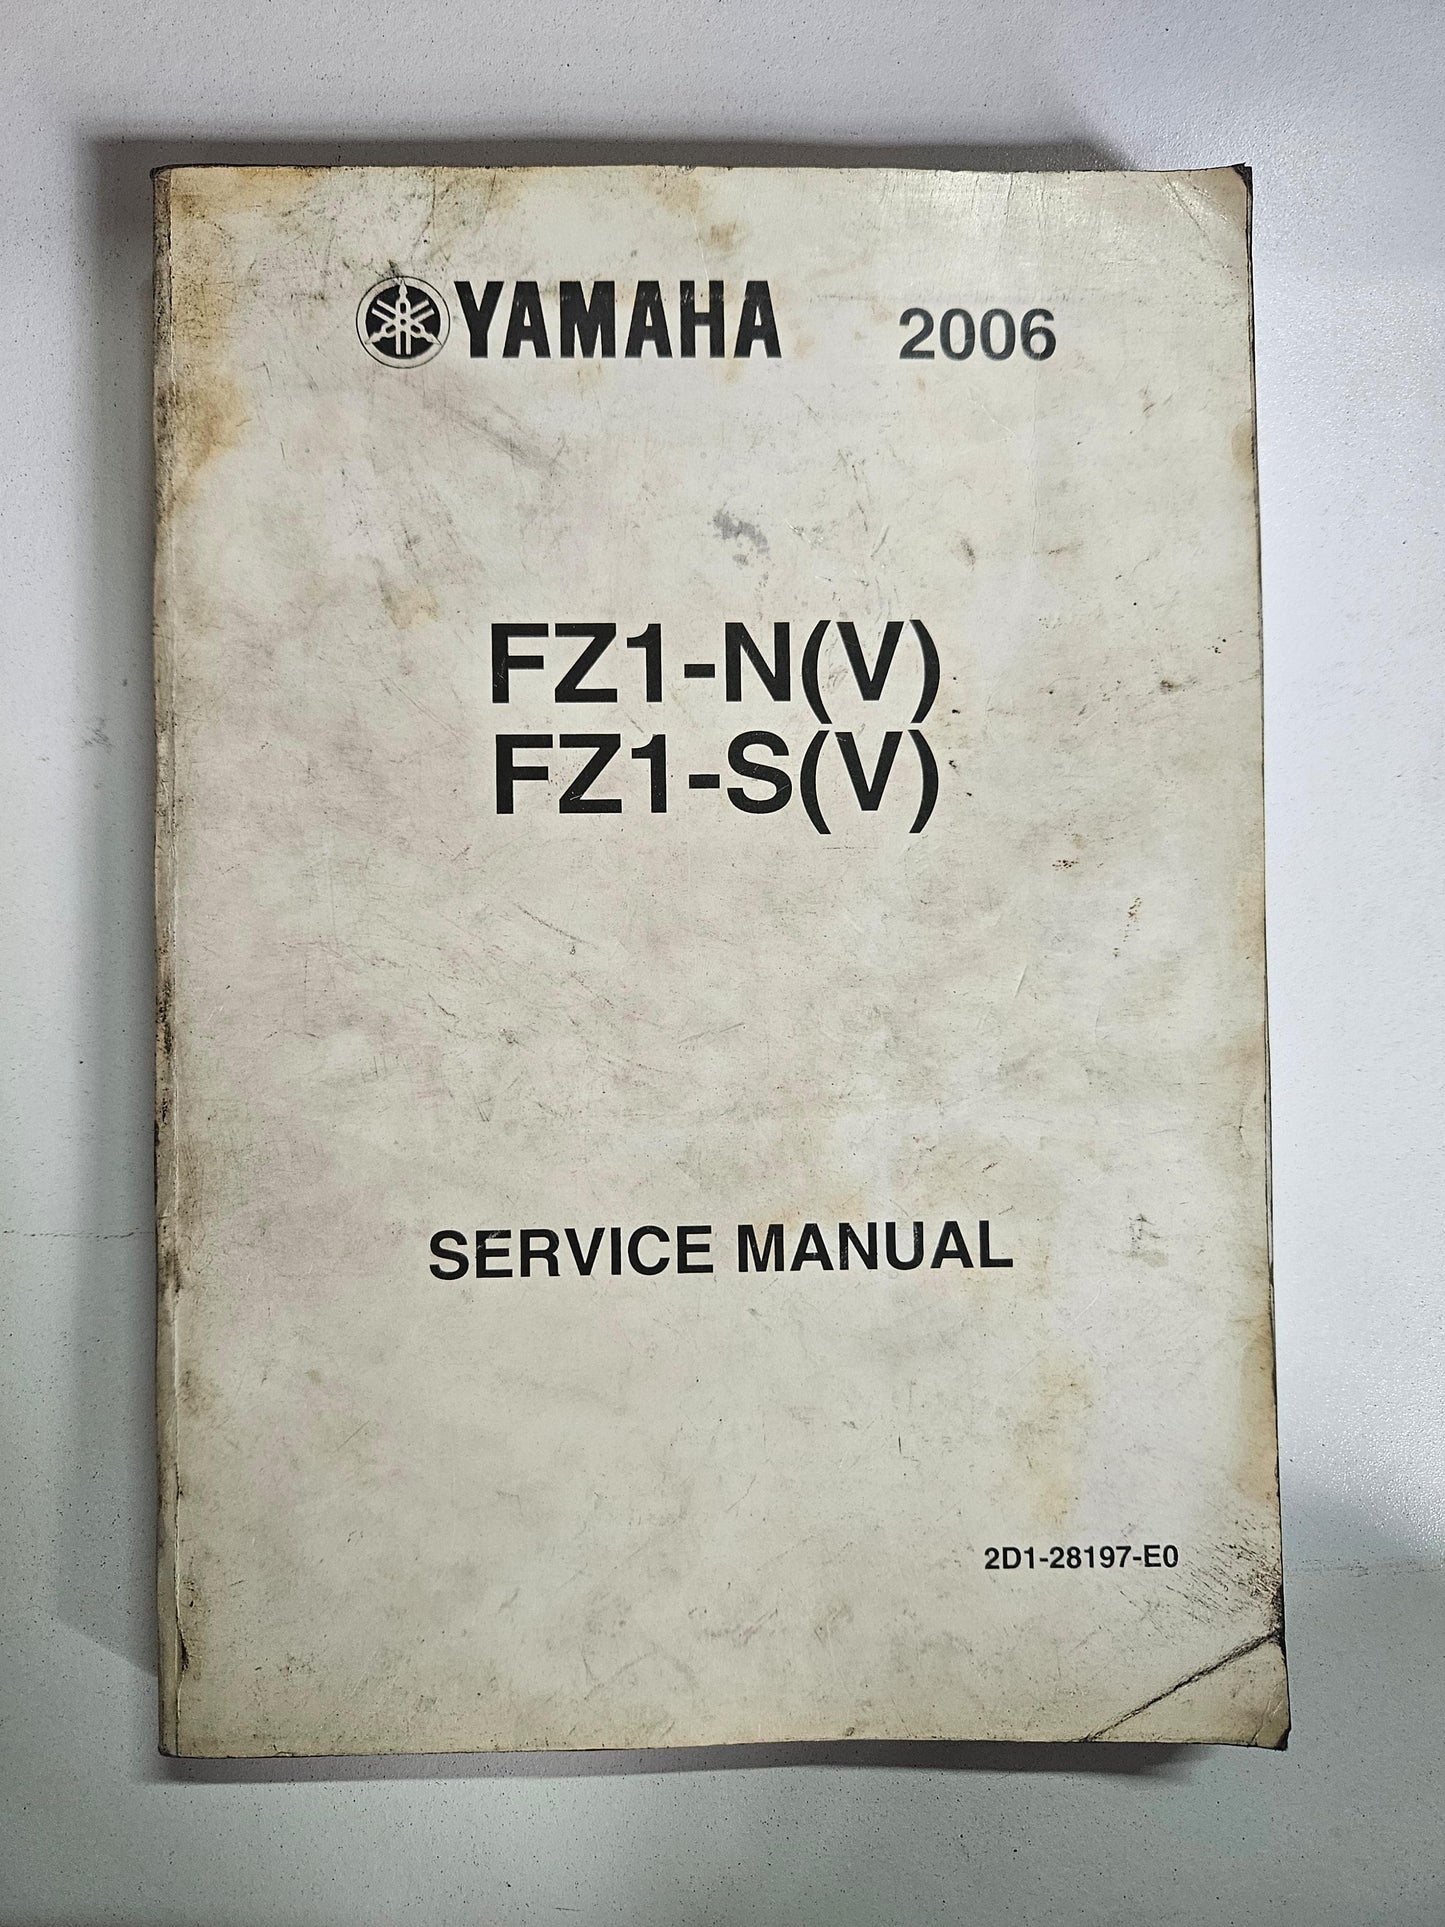 YAMAHA 2006
FZ1-N(V)
FZ1-S(V)
SERVICE MANUAL
2D1-28197-E0